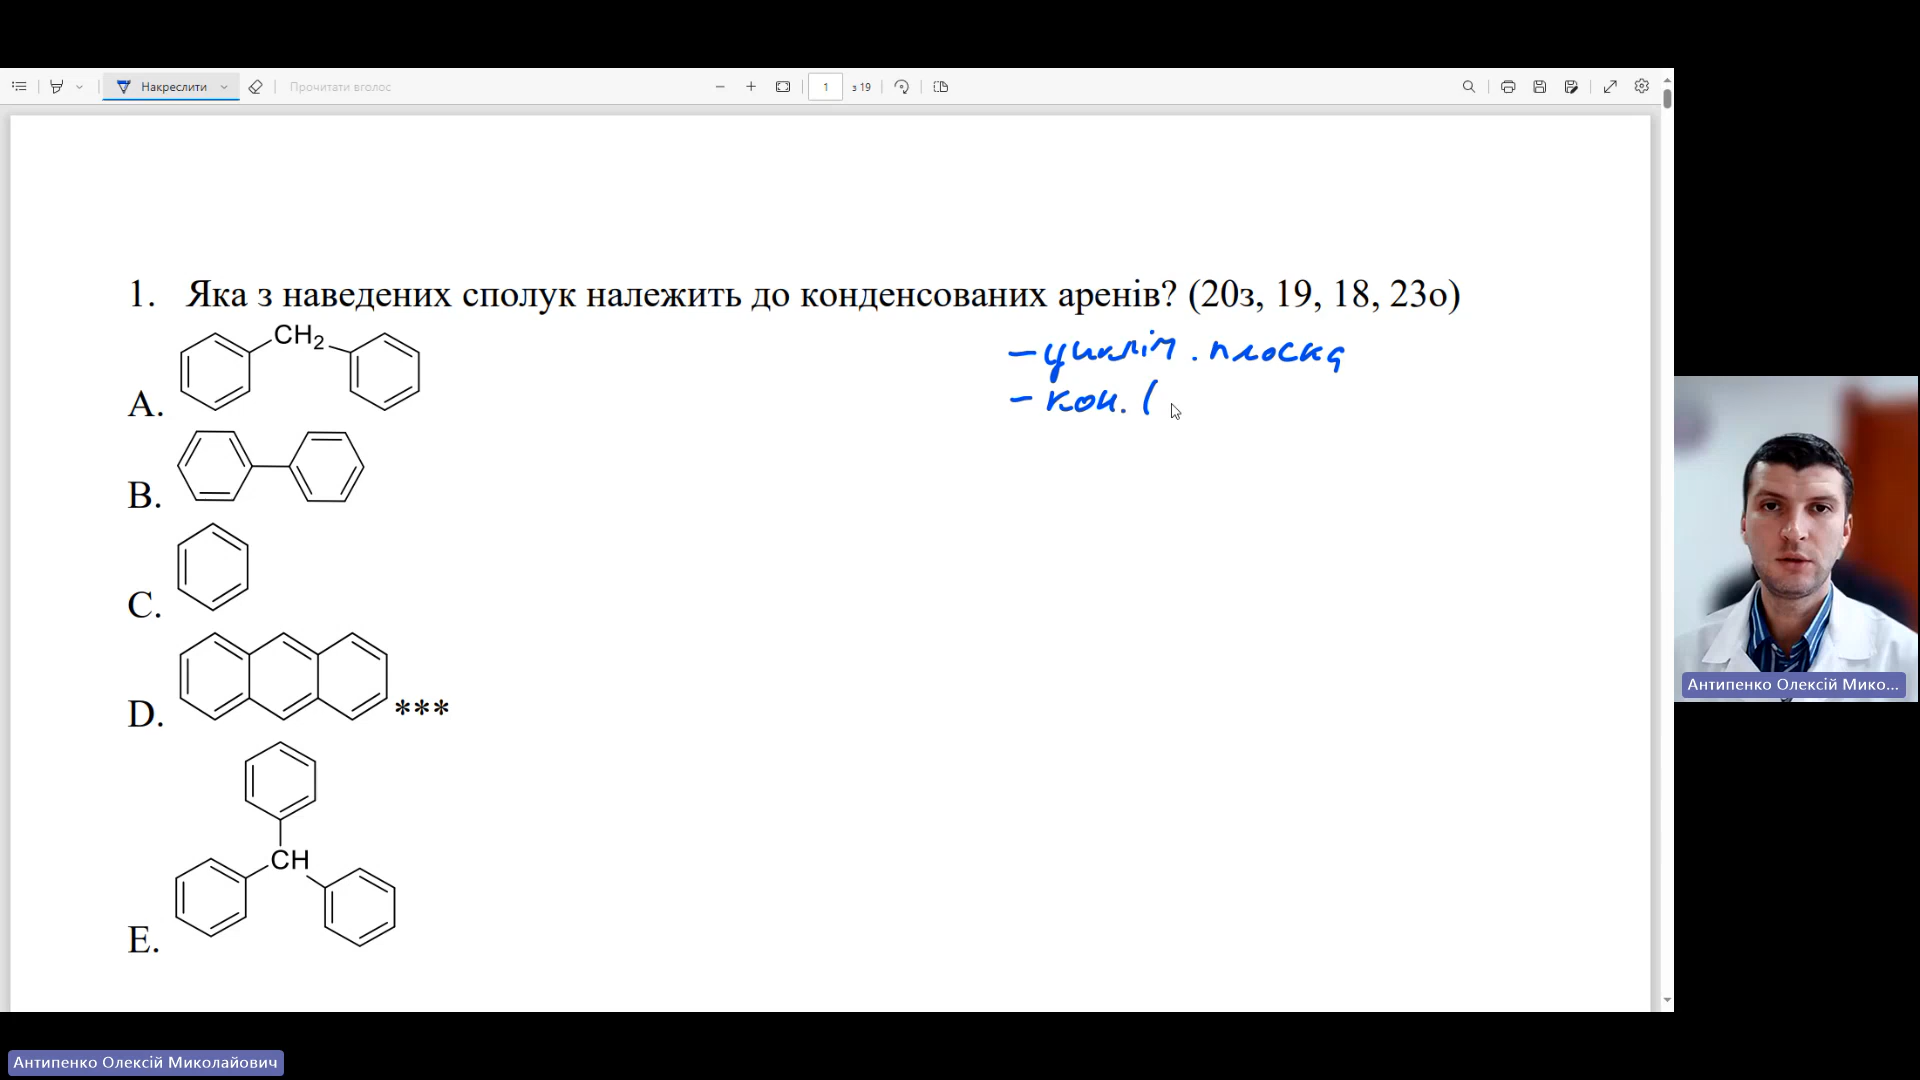 Накреслити
Прочитати вголос
1
з 19
1. Яка з наведених сполук належить до конденсованих аренів? (20з, 19, 18, 23о)
CH2
– цикліч. плоска
– кон. (
A.
B.
C.
D. ***
CH
E.
Антипенко Олексій Мико...
Антипенко Олексій Миколайович